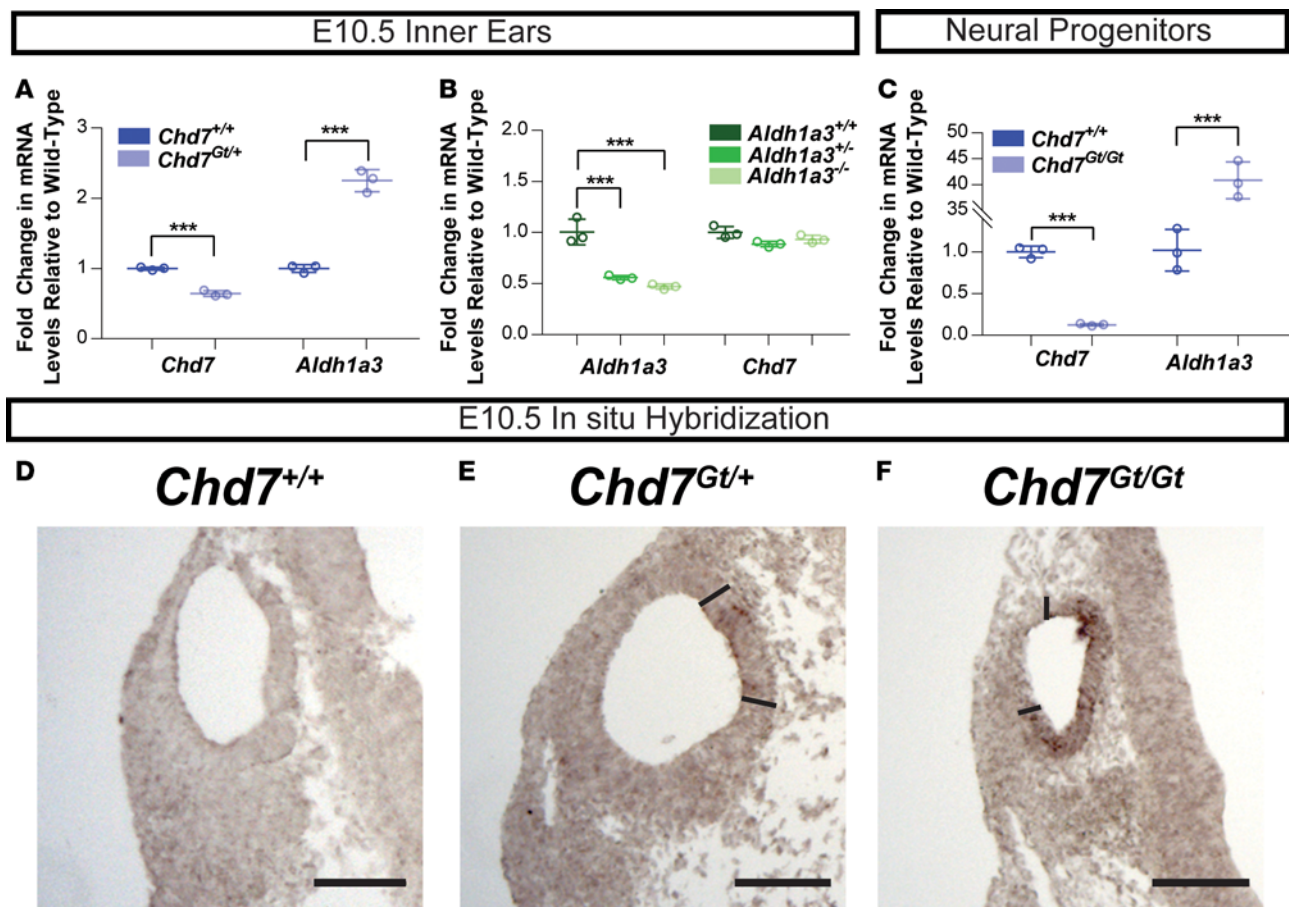 E10.5 Inner Ears
Neural Progenitors
A
Fold Change in mRNA
Levels Relative to Wild-Type
3
2
1
0
Chd7+/+
Chd7Gt/+
***
***
Chd7
Aldh1a3
B
Fold Change in mRNA
Levels Relative to Wild-Type
2.0
1.5
1.0
0.5
0.0
Aldh1a3+/+
Aldh1a3+/-
Aldh1a3-/-
***
***
Aldh1a3
Chd7
C
Fold Change in mRNA
Levels Relative to Wild-Type
50
45
40
35
1.0
0.5
0.0
Chd7+/+
Chd7Gt/Gt
***
***
Chd7
Aldh1a3
E10.5 In situ Hybridization
D
Chd7+/+
E
Chd7Gt/+
F
Chd7Gt/Gt